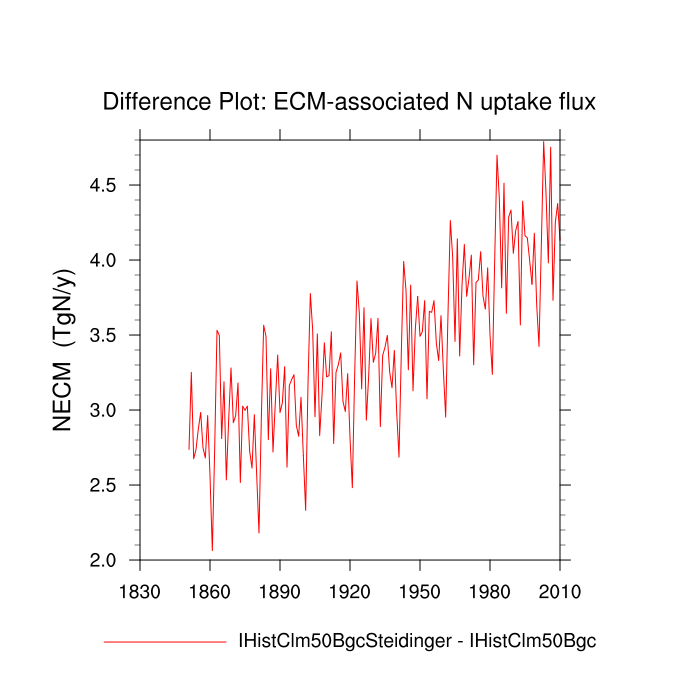 Difference Plot: ECM-associated N uptake flux
NECM (TgN/y)
4.5
4.0
3.5
3.0
2.5
2.0
1830 1860 1890 1920 1950 1980 2010
IHistClm50BgcSteidinger - IHistClm50Bgc